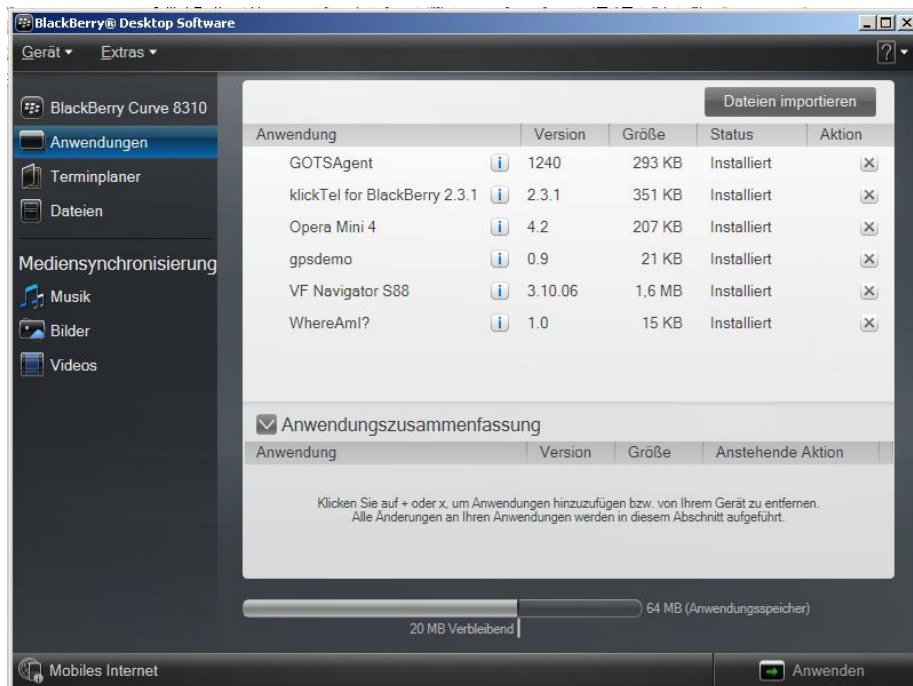 BlackBerry® Desktop Software
Gerät Extras ?
BlackBerry Curve 8310
Anwendungen
Terminplaner
Dateien
Mediensynchronisierung
Musik
Bilder
Videos
Dateien importieren
Anwendung Version Größe Status Aktion
GOTSAgent i 1240 293 KB Installiert
klickTel for BlackBerry 2.3.1 i 2.3.1 351 KB Installiert
Opera Mini 4 i 4.2 207 KB Installiert
gpsdemo i 0.9 21 KB Installiert
VF Navigator S88 i 3.10.06 1,6 MB Installiert
WhereAmI? i 1.0 15 KB Installiert
Anwendungszusammenfassung
Anwendung Version Größe Anstehende Aktion
Klicken Sie auf + oder x, um Anwendungen hinzuzufügen bzw. von Ihrem Gerät zu entfernen.
Alle Änderungen an Ihren Anwendungen werden in diesem Abschnitt aufgeführt.
64 MB (Anwendungsspeicher)
20 MB Verbleibend
Mobiles Internet
Anwenden